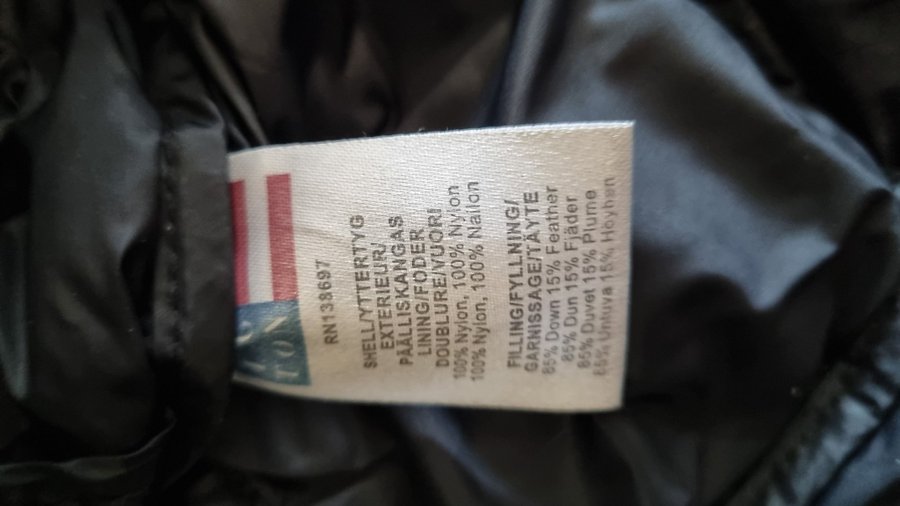 TON
RN138697
SHELL/YTTERTYG
EXTERIEUR/
PÄÄLLISKANGAS
LINING/FODER
DOUBLURE/VUORI
100% Nylon, 100% Nylon
100% Nylon, 100% Nailon
FILLING/FYLLNING/
GARNISSAGE/TÄYTE
85% Down 15% Feather
85% Dun 15% Fjäder
85% Duvet 15% Plume
85% Untuva 15% Höyhen